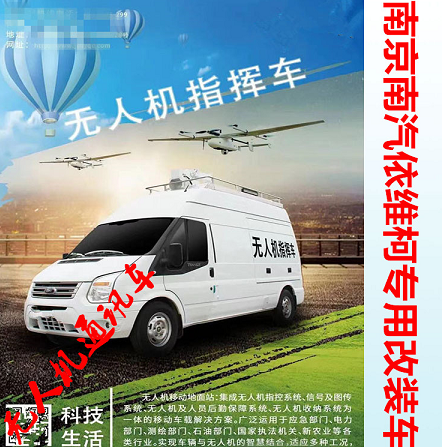 地址
网址:
无人机指挥车
南京南汽依维柯专用改装车
无人机指挥车
无人机通讯车
无人机移动地面站:集成无人机指控系统、信号及图传
系统、无人机及人员后勤保障系统、无人机收纳系统为
一体的移动车载解决方案。广泛运用于应急部门、电力
部门、测绘部门、石油部门、国家执法机关、新农业等各
类行业,实现车辆与无人机的智慧结合,适应多种工况,
科技
生活